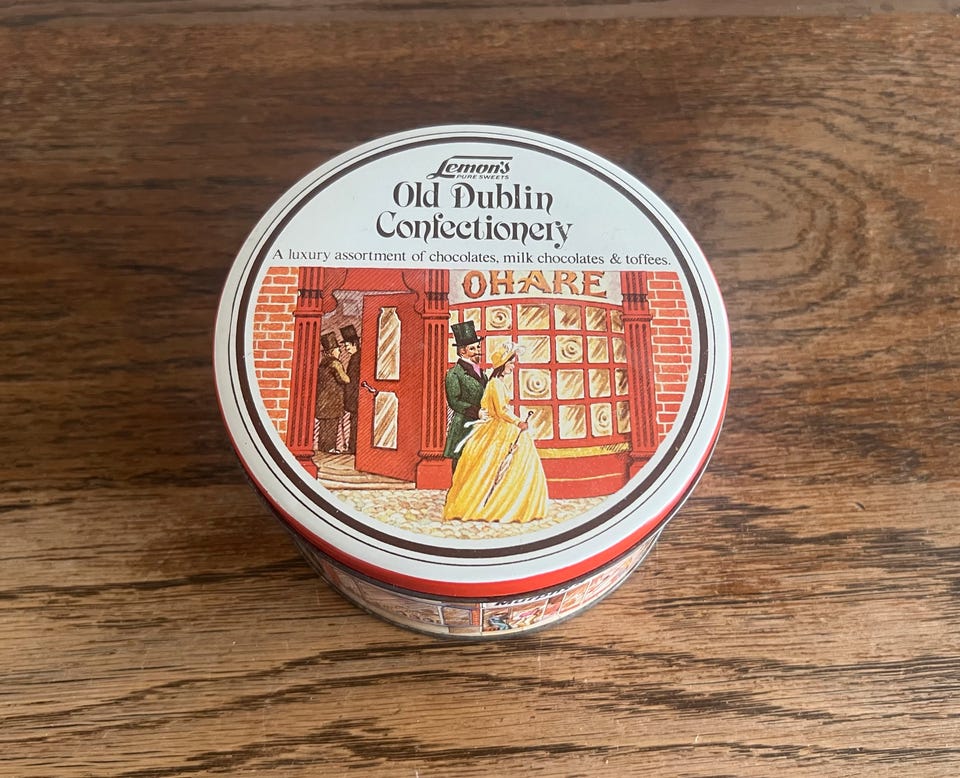 Lemon's
PURE SWEETS
Old Dublin
Confectionery
A luxury assortment of chocolates, milk chocolates & toffees.
OHARE